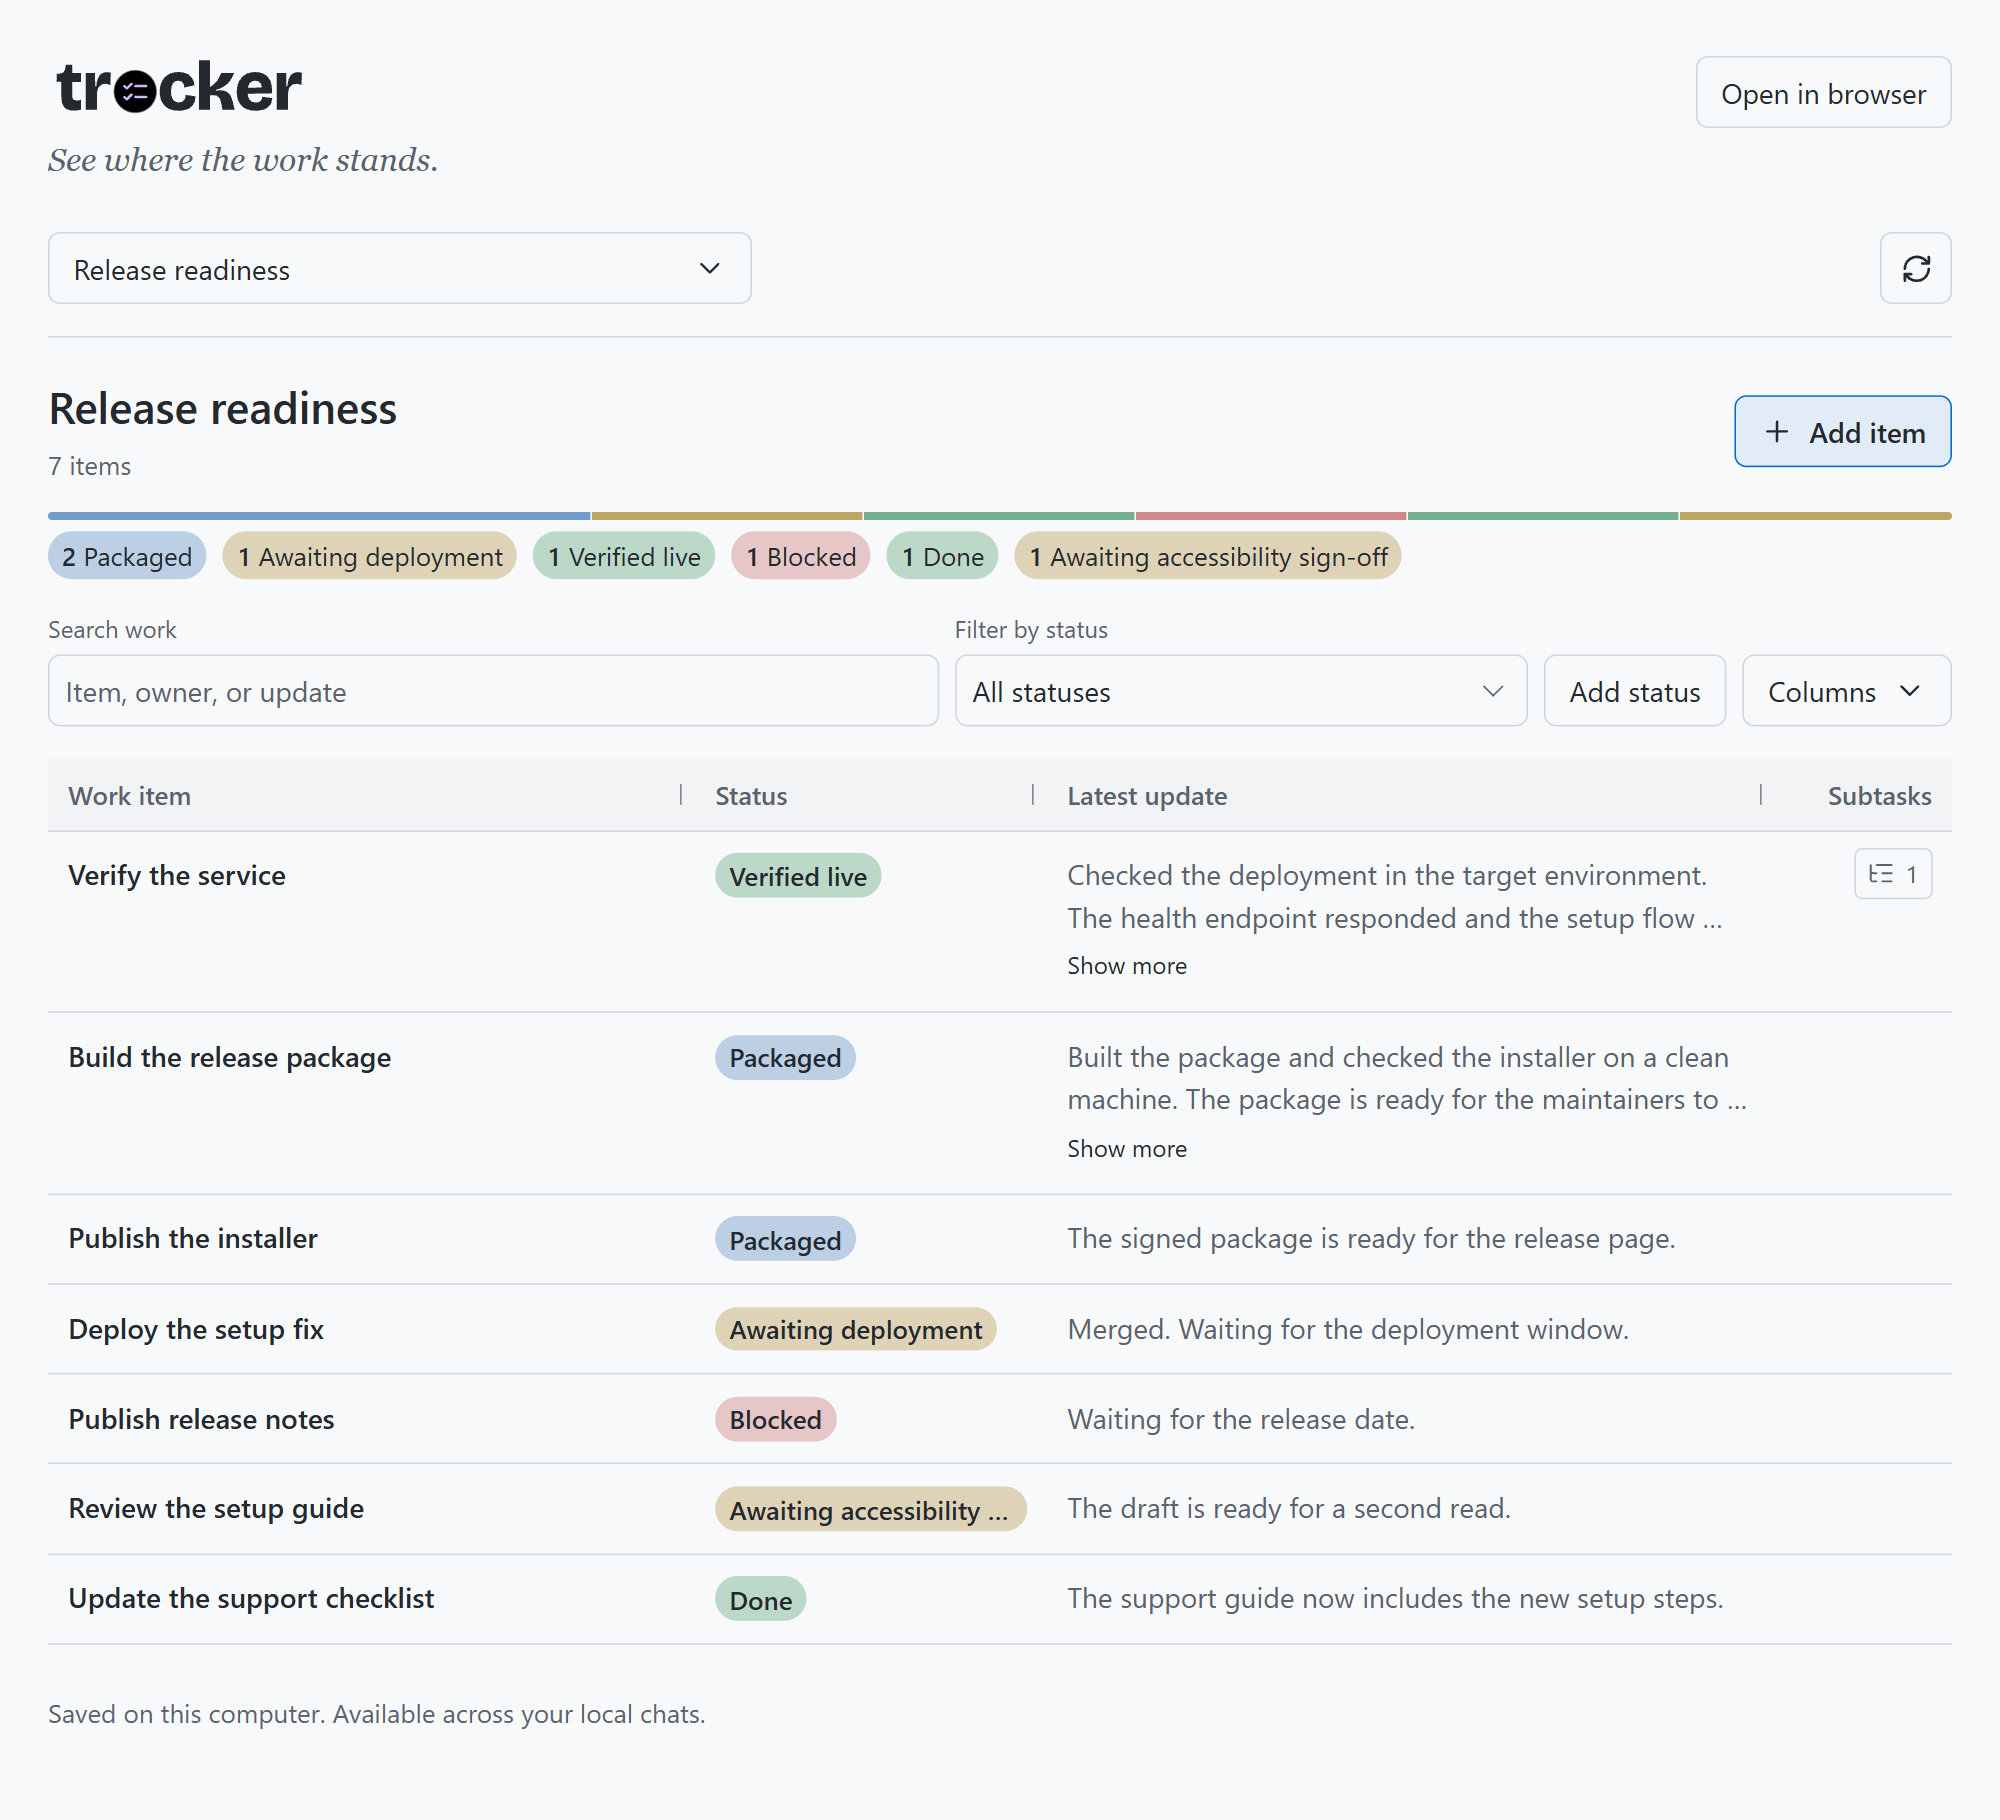 trocker
Open in browser
See where the work stands.
Release readiness
Release readiness
7 items
Add item
2 Packaged
1 Awaiting deployment
1 Verified live
1 Blocked
1 Done
1 Awaiting accessibility sign-off
Search work
Filter by status
Item, owner, or update
All statuses
Add status
Columns
Work item
Status
Latest update
Subtasks
Verify the service
Verified live
Checked the deployment in the target environment.
The health endpoint responded and the setup flow ...
Show more
1
Build the release package
Packaged
Built the package and checked the installer on a clean
machine. The package is ready for the maintainers to ...
Show more
Publish the installer
Packaged
The signed package is ready for the release page.
Deploy the setup fix
Awaiting deployment
Merged. Waiting for the deployment window.
Publish release notes
Blocked
Waiting for the release date.
Review the setup guide
Awaiting accessibility ...
The draft is ready for a second read.
Update the support checklist
Done
The support guide now includes the new setup steps.
Saved on this computer. Available across your local chats.